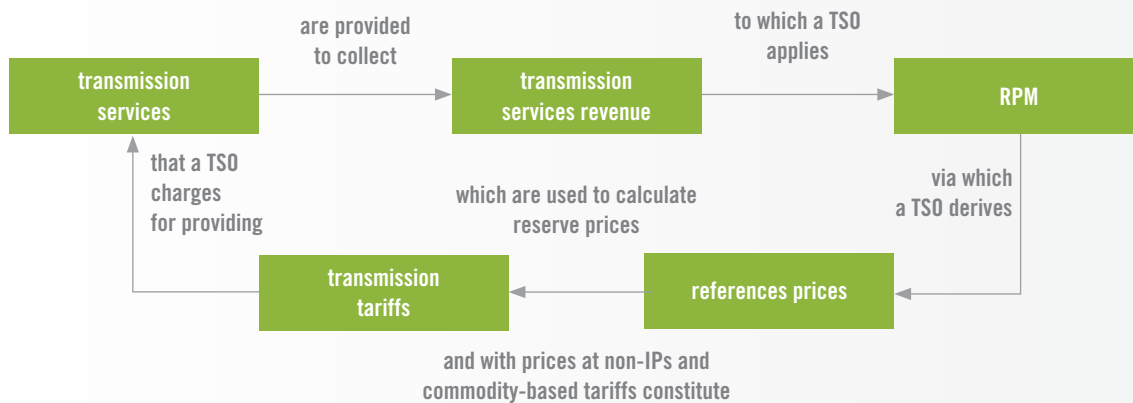 are provided
to collect
to which a TSO
applies
transmission
services
transmission
services revenue
RPM
that a TSO
charges
for providing
which are used to calculate
reserve prices
via which
a TSO derives
transmission
tariffs
references prices
and with prices at non-IPs and
commodity-based tariffs constitute